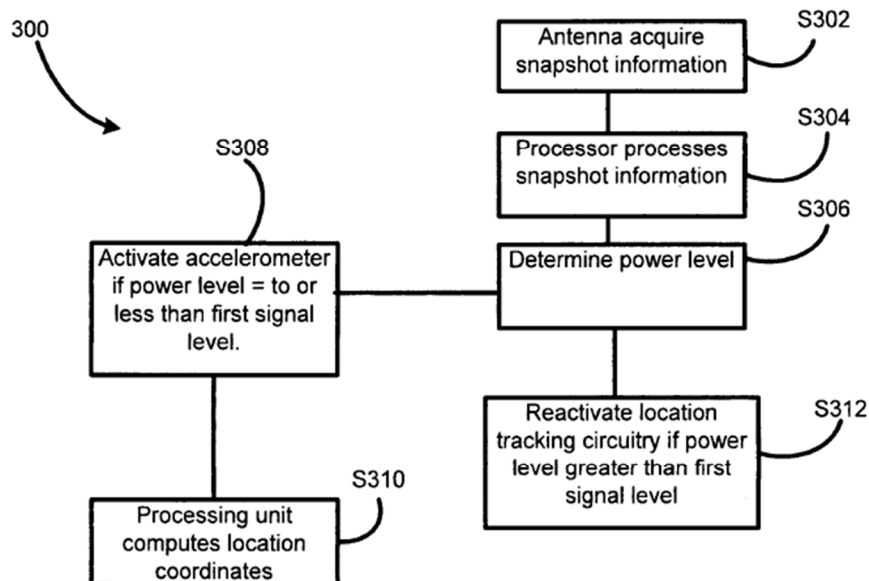 300
S302
Antenna acquire
snapshot information
S304
Processor processes
snapshot information
S306
Determine power level
S308
Activate accelerometer
if power level = to or
less than first signal
level.
S312
Reactivate location
tracking circuitry if power
level greater than first
signal level
S310
Processing unit
computes location
coordinates